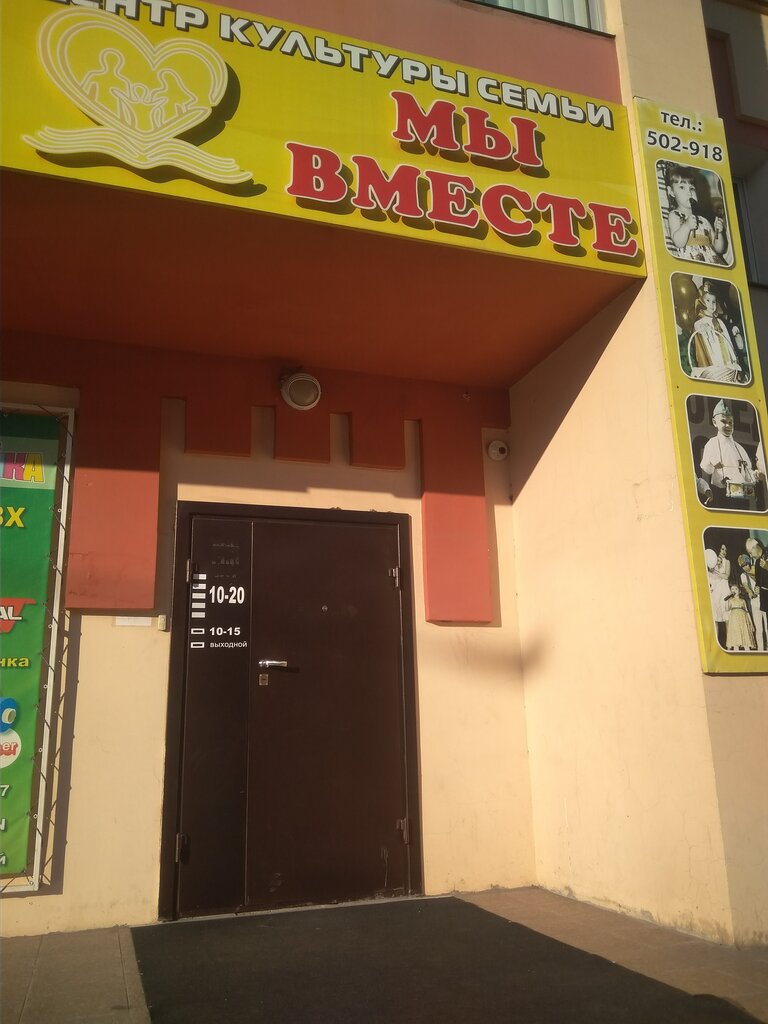 ЦЕНТР КУЛЬТУРЫ СЕМЬИ
МЫ
ВМЕСТЕ
тел.:
502-918
10-20
10-15
выходной